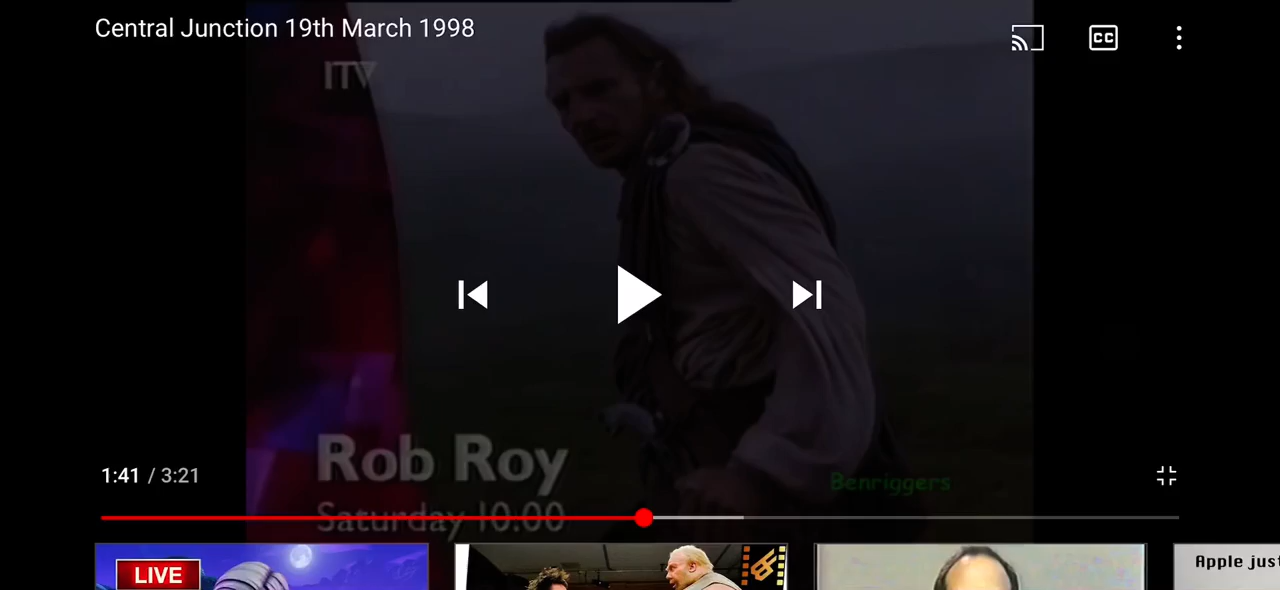 Central Junction 19th March 1998
CC
ITV
Rob Roy
1:41 / 3:21
Benriggers
Saturday 10.00
LIVE
Apple just